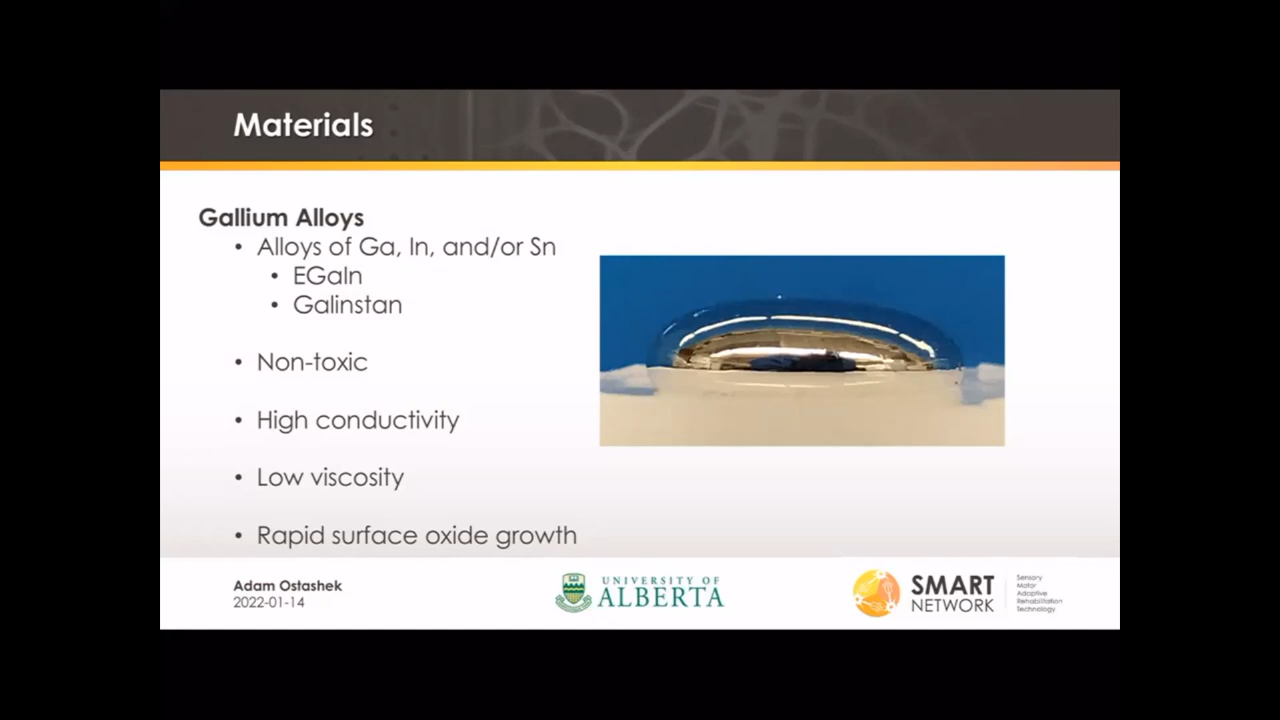 Materials
Gallium Alloys
• Alloys of Ga, In, and/or Sn
• EGaIn
• Galinstan
• Non-toxic
• High conductivity
• Low viscosity
• Rapid surface oxide growth
Adam Ostashek
2022-01-14
UNIVERSITY OF
ALBERTA
SMART
NETWORK
Sensory
Motor
Adaptive
Rehabilitation
Technology